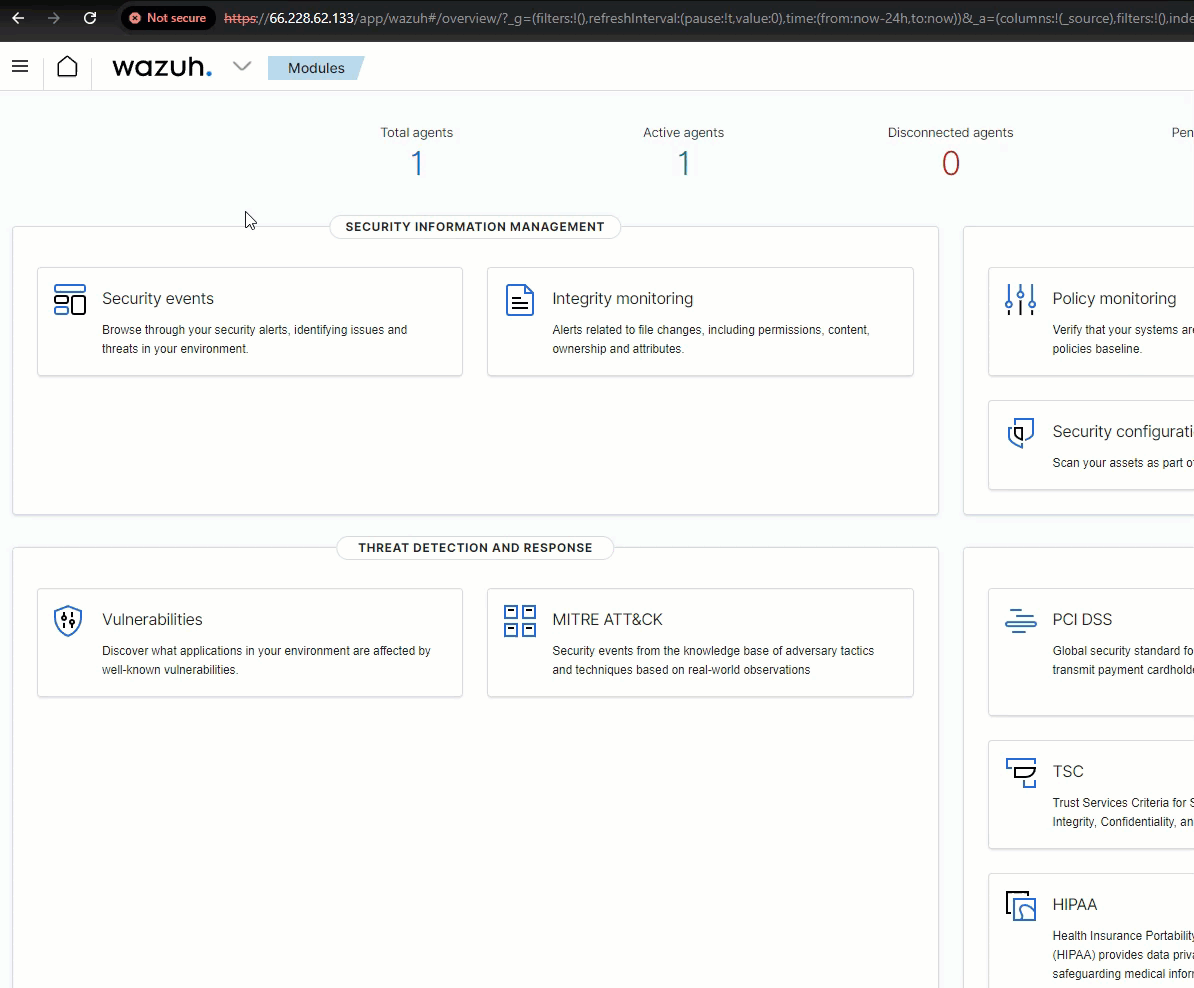 Not secure https://66.228.62.133/app/wazuh#/overview/?_g=(filters:!(),refreshInterval:(pause:!t,value:0),time:(from:now-24h,to:now))&_a=(columns:!(_source),filters:!(),inde
wazuh. Modules
Total agents
1
Active agents
1
Disconnected agents
0
Pen
SECURITY INFORMATION MANAGEMENT
Security events
Browse through your security alerts, identifying issues and
threats in your environment.
Integrity monitoring
Alerts related to file changes, including permissions, content,
ownership and attributes.
Policy monitoring
Verify that your systems are
policies baseline.
Security configurati
Scan your assets as part o
THREAT DETECTION AND RESPONSE
Vulnerabilities
Discover what applications in your environment are affected by
well-known vulnerabilities.
MITRE ATT&CK
Security events from the knowledge base of adversary tactics
and techniques based on real-world observations
PCI DSS
Global security standard fo
transmit payment cardholde
TSC
Trust Services Criteria for S
Integrity, Confidentiality, an
HIPAA
Health Insurance Portability
(HIPAA) provides data priva
safeguarding medical infor